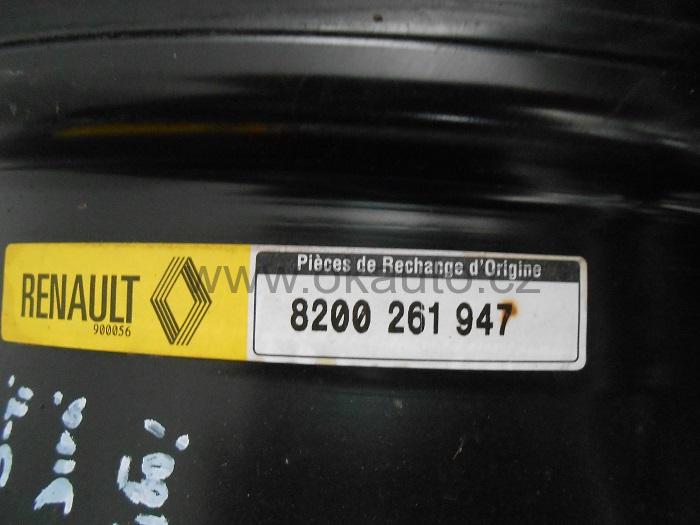 RENAULT
900056
Pièces de Rechange d'Origine
8200 261 947
www.okauto.cz